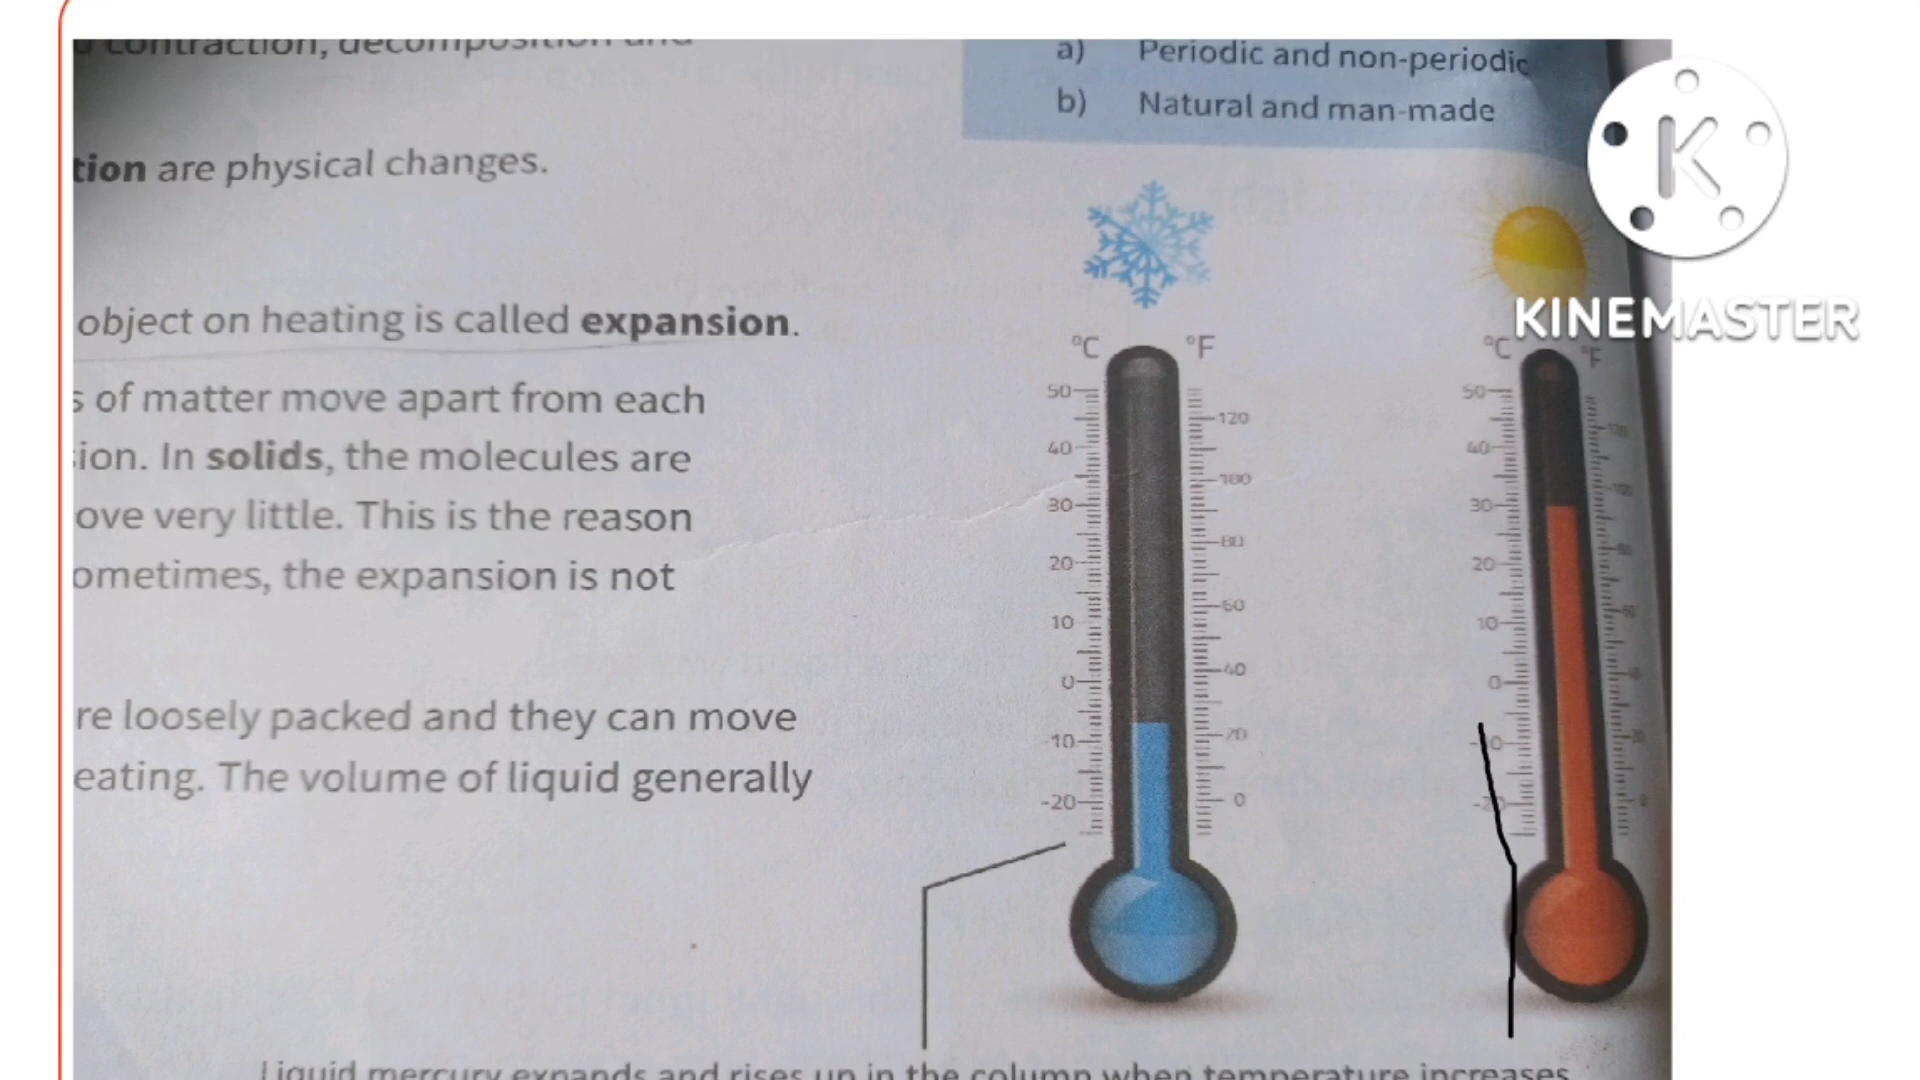 contraction, decomposition and
a) Periodic and non-periodic
b) Natural and man-made
tion are physical changes.
KINEMASTER
object on heating is called expansion.
°C °F
°C °F
of matter move apart from each
ion. In solids, the molecules are
ove very little. This is the reason
ometimes, the expansion is not
re loosely packed and they can move
eating. The volume of liquid generally
50 40 30 20 10 0 -10 -20
120 100 80 60 40 20 0
50 40 30 20 10 0
Liquid mercury expands and rises up in the column when temperature increases